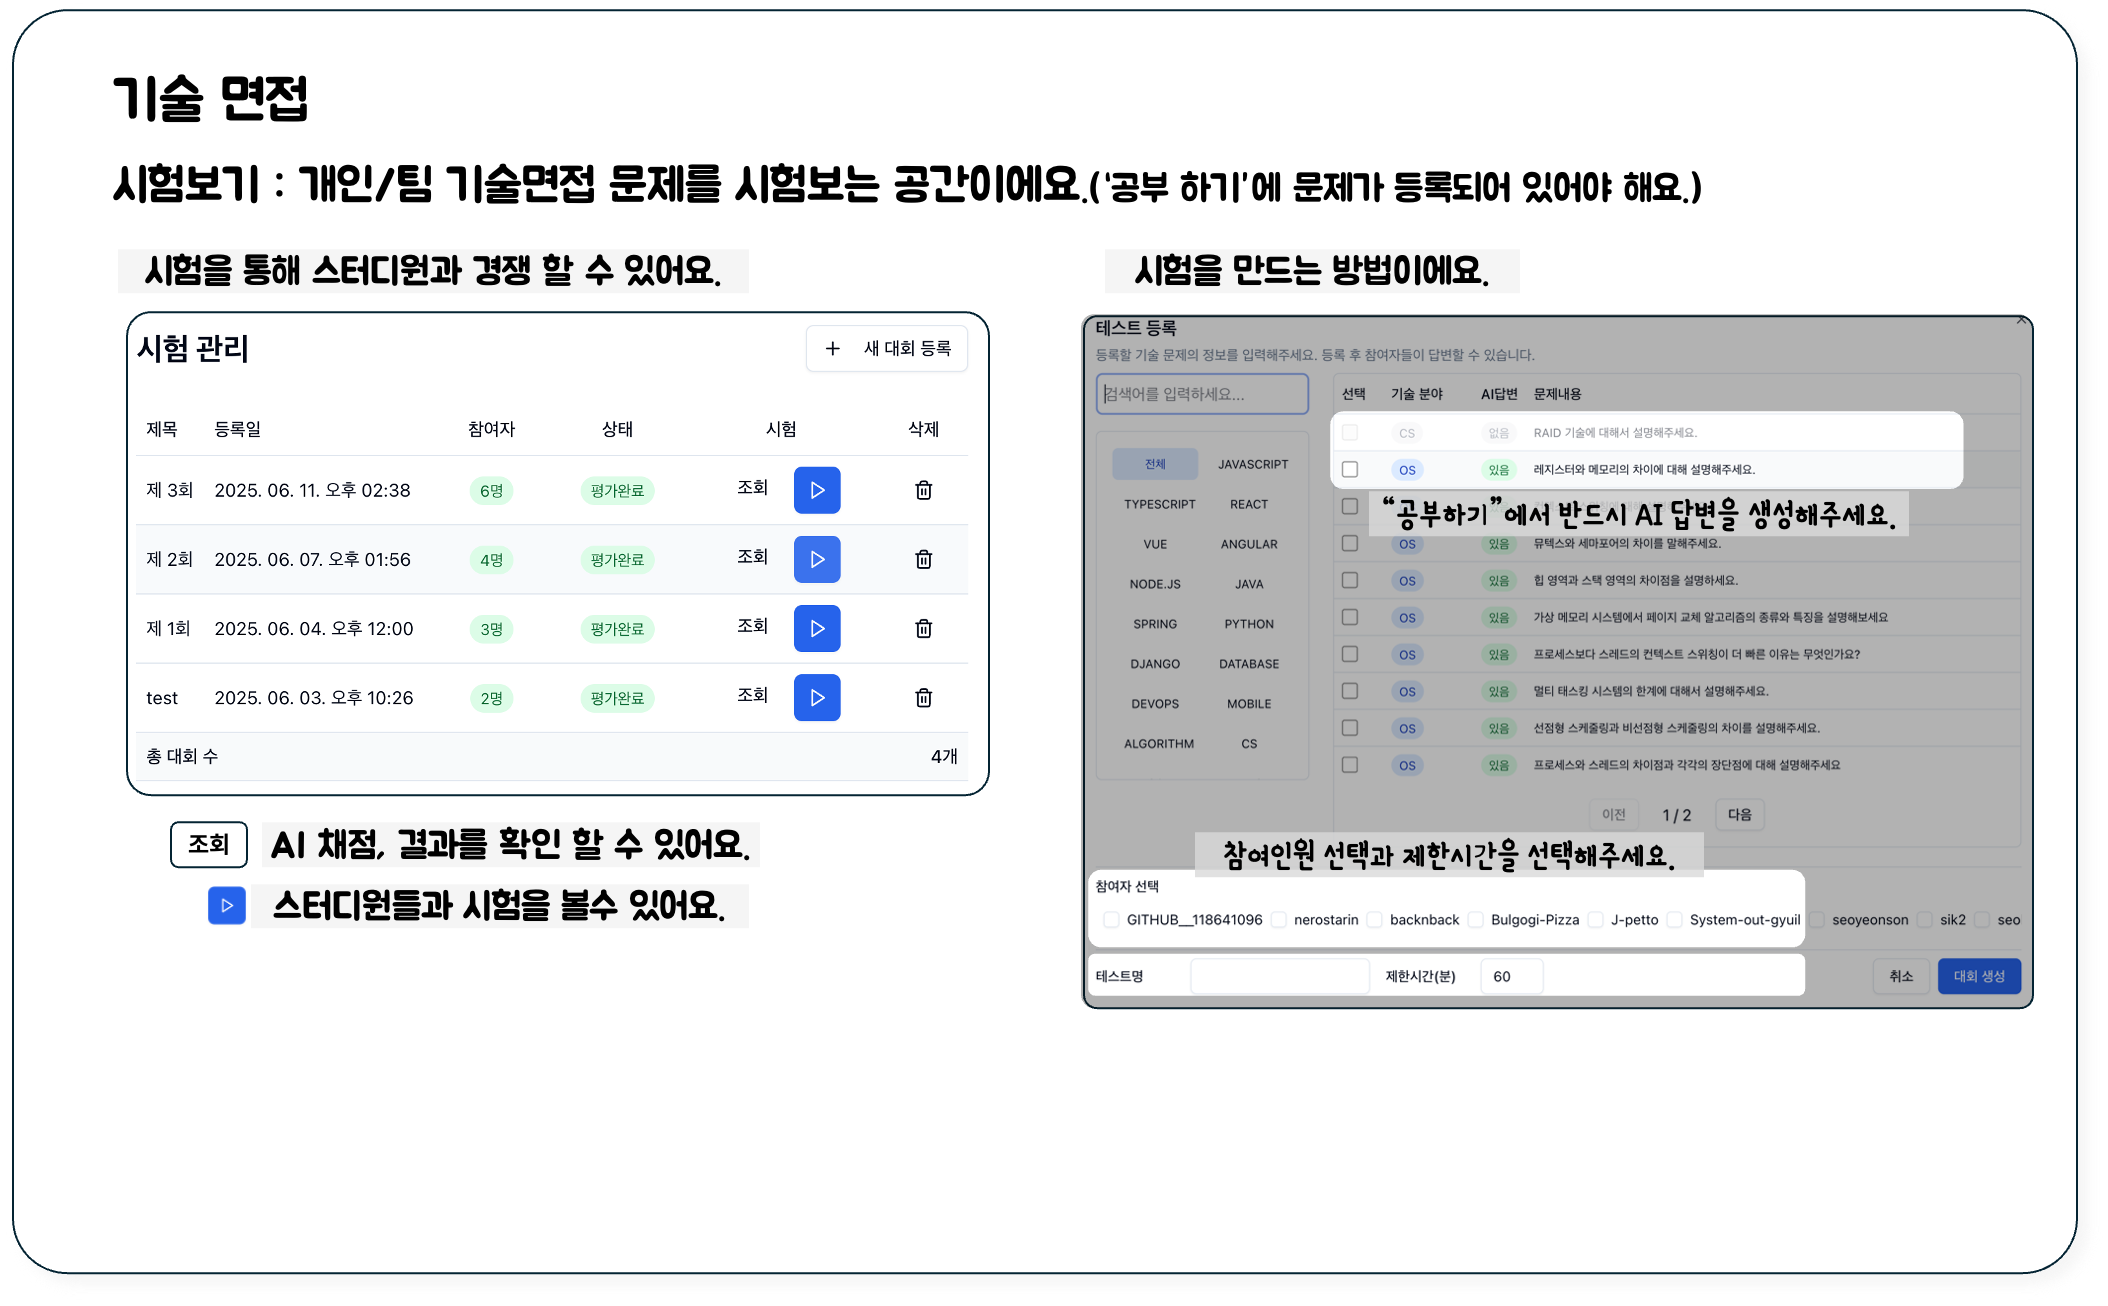 기술 면접
시험보기 : 개인/팀 기술면접 문제를 시험보는 공간이에요.('공부 하기'에 문제가 등록되어 있어야 해요.)
시험을 통해 스터디원과 경쟁 할 수 있어요.
시험 관리
+ 새 대회 등록
제목 등록일 참여자 상태 시험 삭제
제 3회 2025. 06. 11. 오후 02:38 6명 평가완료 조회
제 2회 2025. 06. 07. 오후 01:56 4명 평가완료 조회
제 1회 2025. 06. 04. 오후 12:00 3명 평가완료 조회
test 2025. 06. 03. 오후 10:26 2명 평가완료 조회
총 대회 수 4개
조회 AI 채점, 결과를 확인 할 수 있어요.
스터디원들과 시험을 볼수 있어요.
시험을 만드는 방법이에요.
테스트 등록
등록할 기술 문제의 정보를 입력해주세요. 등록 후 참여자들이 답변할 수 있습니다.
검색어를 입력하세요...
전체 JAVASCRIPT
TYPESCRIPT REACT
VUE ANGULAR
NODE.JS JAVA
SPRING PYTHON
DJANGO DATABASE
DEVOPS MOBILE
ALGORITHM CS
선택 기술 분야 AI답변 문제내용
CS 없음 RAID 기술에 대해서 설명해주세요.
OS 있음 레지스터와 메모리의 차이에 대해 설명해주세요.
“공부하기”에서 반드시 AI 답변을 생성해주세요.
OS 있음 뮤텍스와 세마포어의 차이를 말해주세요.
OS 있음 힙 영역과 스택 영역의 차이점을 설명하세요.
OS 있음 가상 메모리 시스템에서 페이지 교체 알고리즘의 종류와 특징을 설명해보세요
OS 있음 프로세스보다 스레드의 컨텍스트 스위칭이 더 빠른 이유는 무엇인가요?
OS 있음 멀티 태스킹 시스템의 한계에 대해서 설명해주세요.
OS 있음 선점형 스케줄링과 비선점형 스케줄링의 차이를 설명해주세요.
OS 있음 프로세스와 스레드의 차이점과 각각의 장단점에 대해 설명해주세요
이전 1 / 2 다음
참여인원 선택과 제한시간을 선택해주세요.
참여자 선택
GITHUB__118641096 nerostarin backnback Bulgogi-Pizza J-petto System-out-gyuil seoyeonson sik2 seo
테스트명 제한시간(분) 60 취소 대회 생성